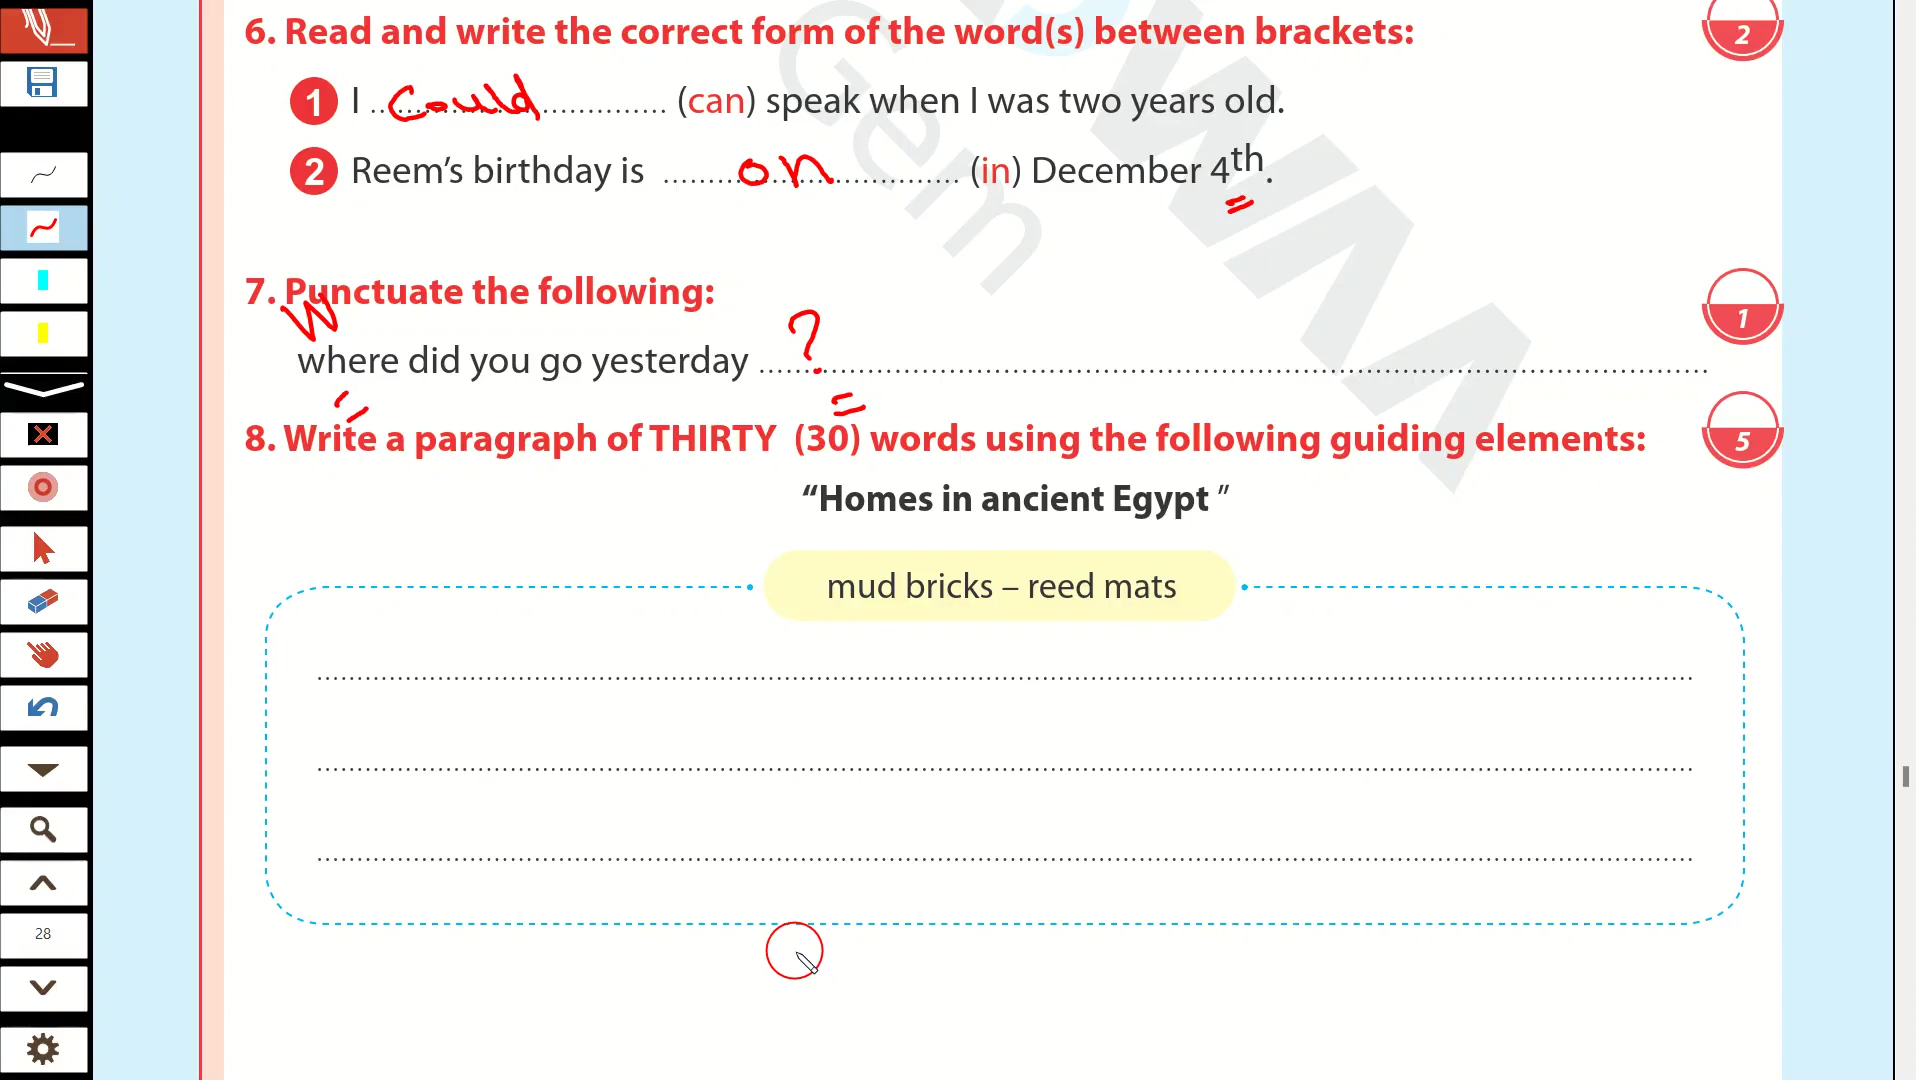 6. Read and write the correct form of the word(s) between brackets:
2
1 I ... could ... (can) speak when I was two years old.
2 Reem's birthday is ... on ... (in) December 4th.
7. Punctuate the following:
1
W
where did you go yesterday ... ? ...
8. Write a paragraph of THIRTY (30) words using the following guiding elements:
5
“Homes in ancient Egypt ”
mud bricks – reed mats
Gem
28